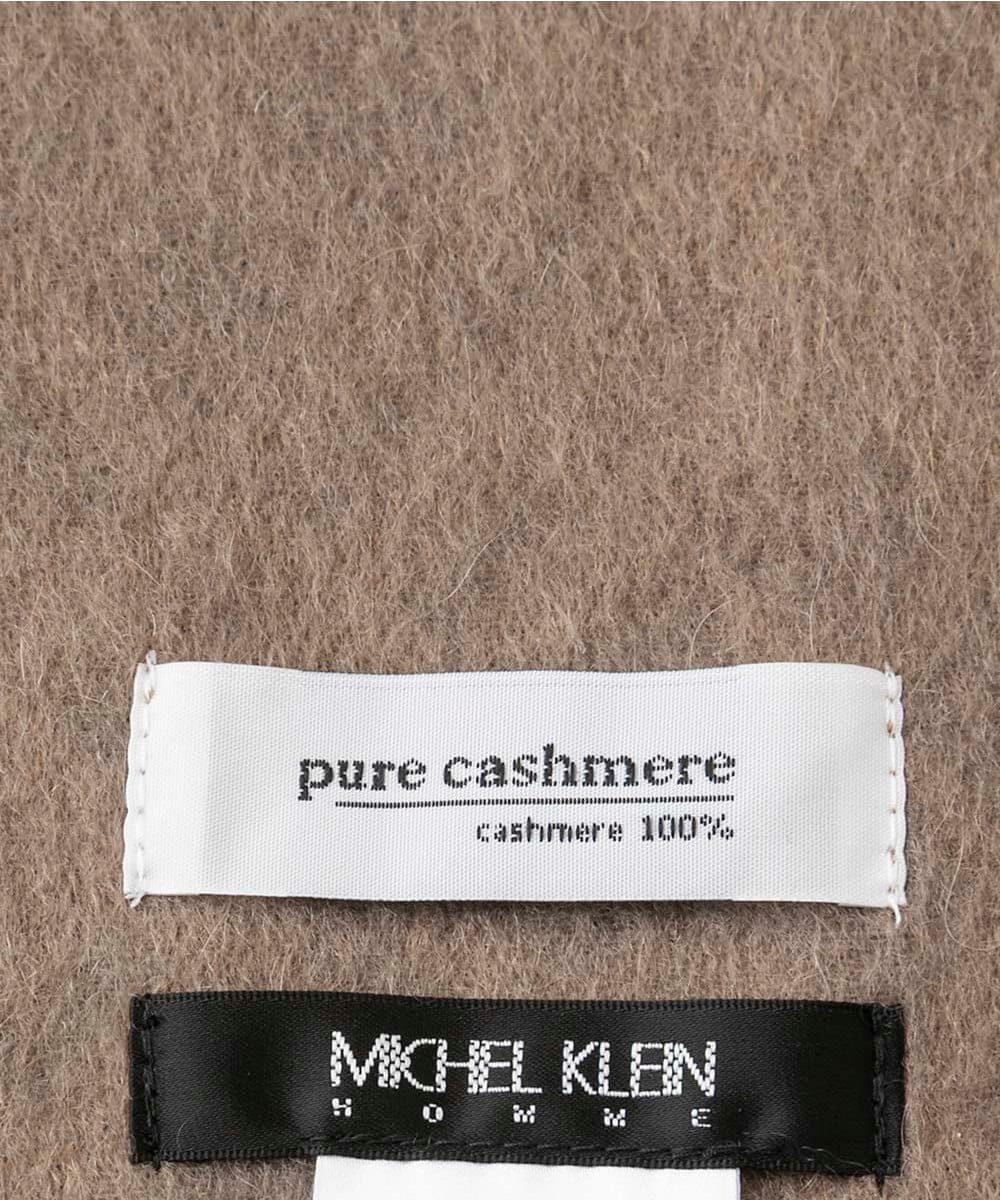 pure cashmere
cashmere 100%
MICHEL KLEIN
HOMME